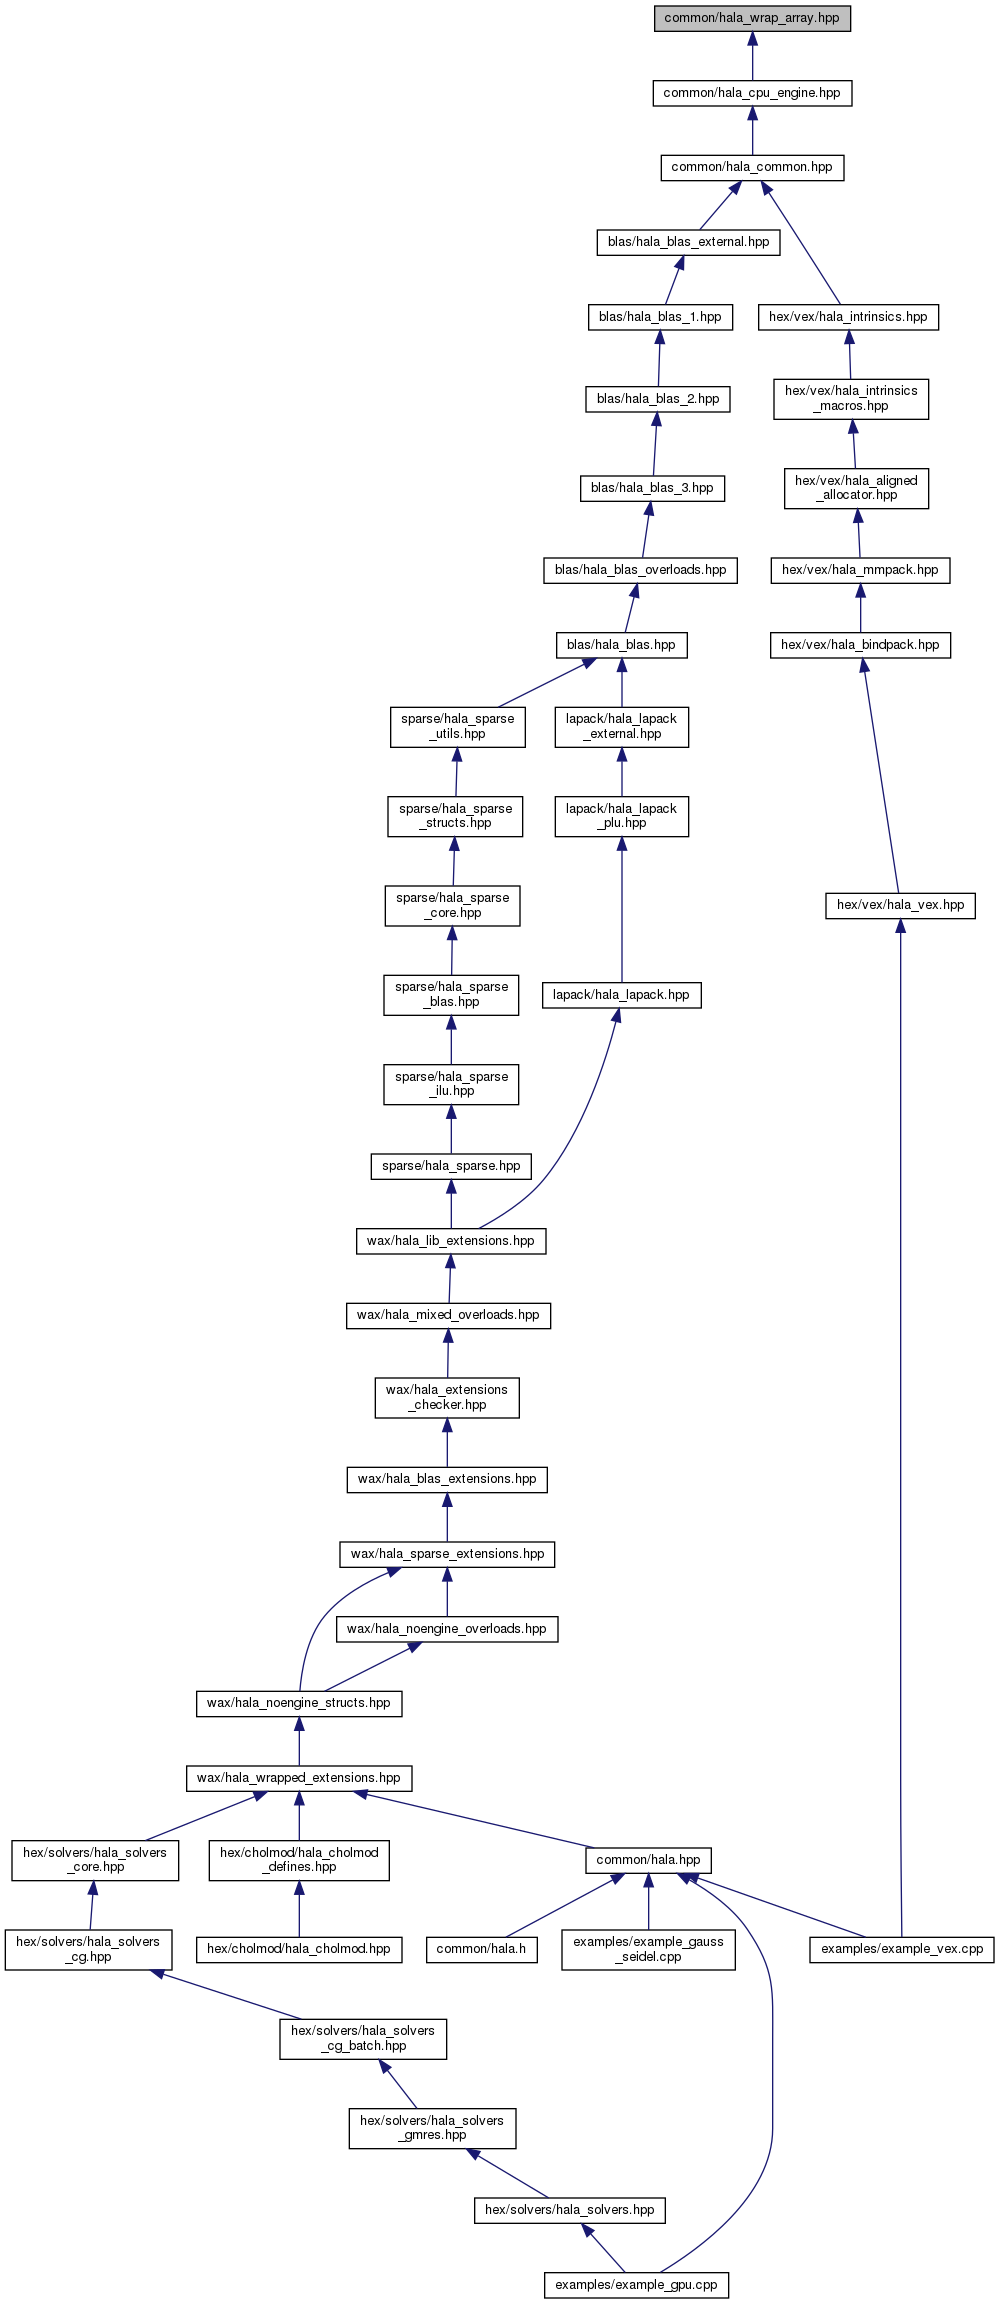 common/hala_wrap_array.hpp
common/hala_cpu_engine.hpp
common/hala_common.hpp
blas/hala_blas_external.hpp
blas/hala_blas_1.hpp
hex/vex/hala_intrinsics.hpp
blas/hala_blas_2.hpp
hex/vex/hala_intrinsics
_macros.hpp
blas/hala_blas_3.hpp
hex/vex/hala_aligned
_allocator.hpp
blas/hala_blas_overloads.hpp
hex/vex/hala_mmpack.hpp
blas/hala_blas.hpp
hex/vex/hala_bindpack.hpp
sparse/hala_sparse
_utils.hpp
lapack/hala_lapack
_external.hpp
sparse/hala_sparse
_structs.hpp
lapack/hala_lapack
_plu.hpp
sparse/hala_sparse
_core.hpp
hex/vex/hala_vex.hpp
sparse/hala_sparse
_blas.hpp
lapack/hala_lapack.hpp
sparse/hala_sparse
_ilu.hpp
sparse/hala_sparse.hpp
wax/hala_lib_extensions.hpp
wax/hala_mixed_overloads.hpp
wax/hala_extensions
_checker.hpp
wax/hala_blas_extensions.hpp
wax/hala_sparse_extensions.hpp
wax/hala_noengine_overloads.hpp
wax/hala_noengine_structs.hpp
wax/hala_wrapped_extensions.hpp
hex/solvers/hala_solvers
_core.hpp
hex/cholmod/hala_cholmod
_defines.hpp
common/hala.hpp
hex/solvers/hala_solvers
_cg.hpp
hex/cholmod/hala_cholmod.hpp
common/hala.h
examples/example_gauss
_seidel.cpp
examples/example_vex.cpp
hex/solvers/hala_solvers
_cg_batch.hpp
hex/solvers/hala_solvers
_gmres.hpp
hex/solvers/hala_solvers.hpp
examples/example_gpu.cpp